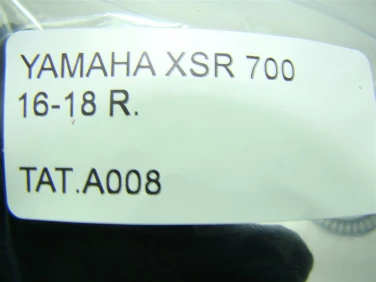 YAMAHA XSR 700
16-18 R.
TAT.A008